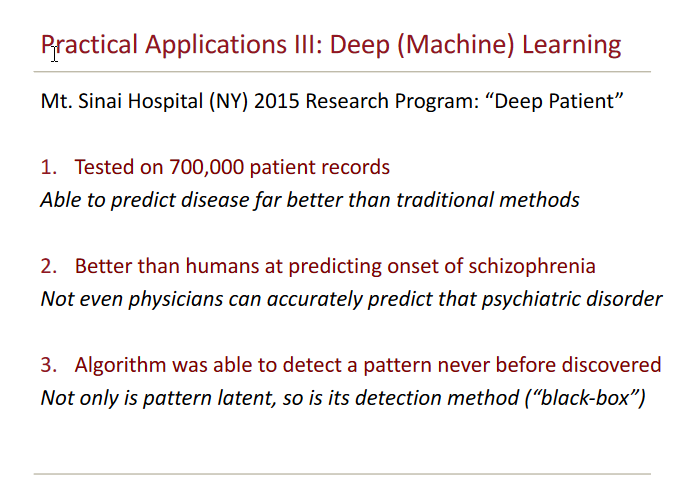 Practical Applications III: Deep (Machine) Learning
Mt. Sinai Hospital (NY) 2015 Research Program: “Deep Patient”
1. Tested on 700,000 patient records
Able to predict disease far better than traditional methods
2. Better than humans at predicting onset of schizophrenia
Not even physicians can accurately predict that psychiatric disorder
3. Algorithm was able to detect a pattern never before discovered
Not only is pattern latent, so is its detection method (“black-box”)